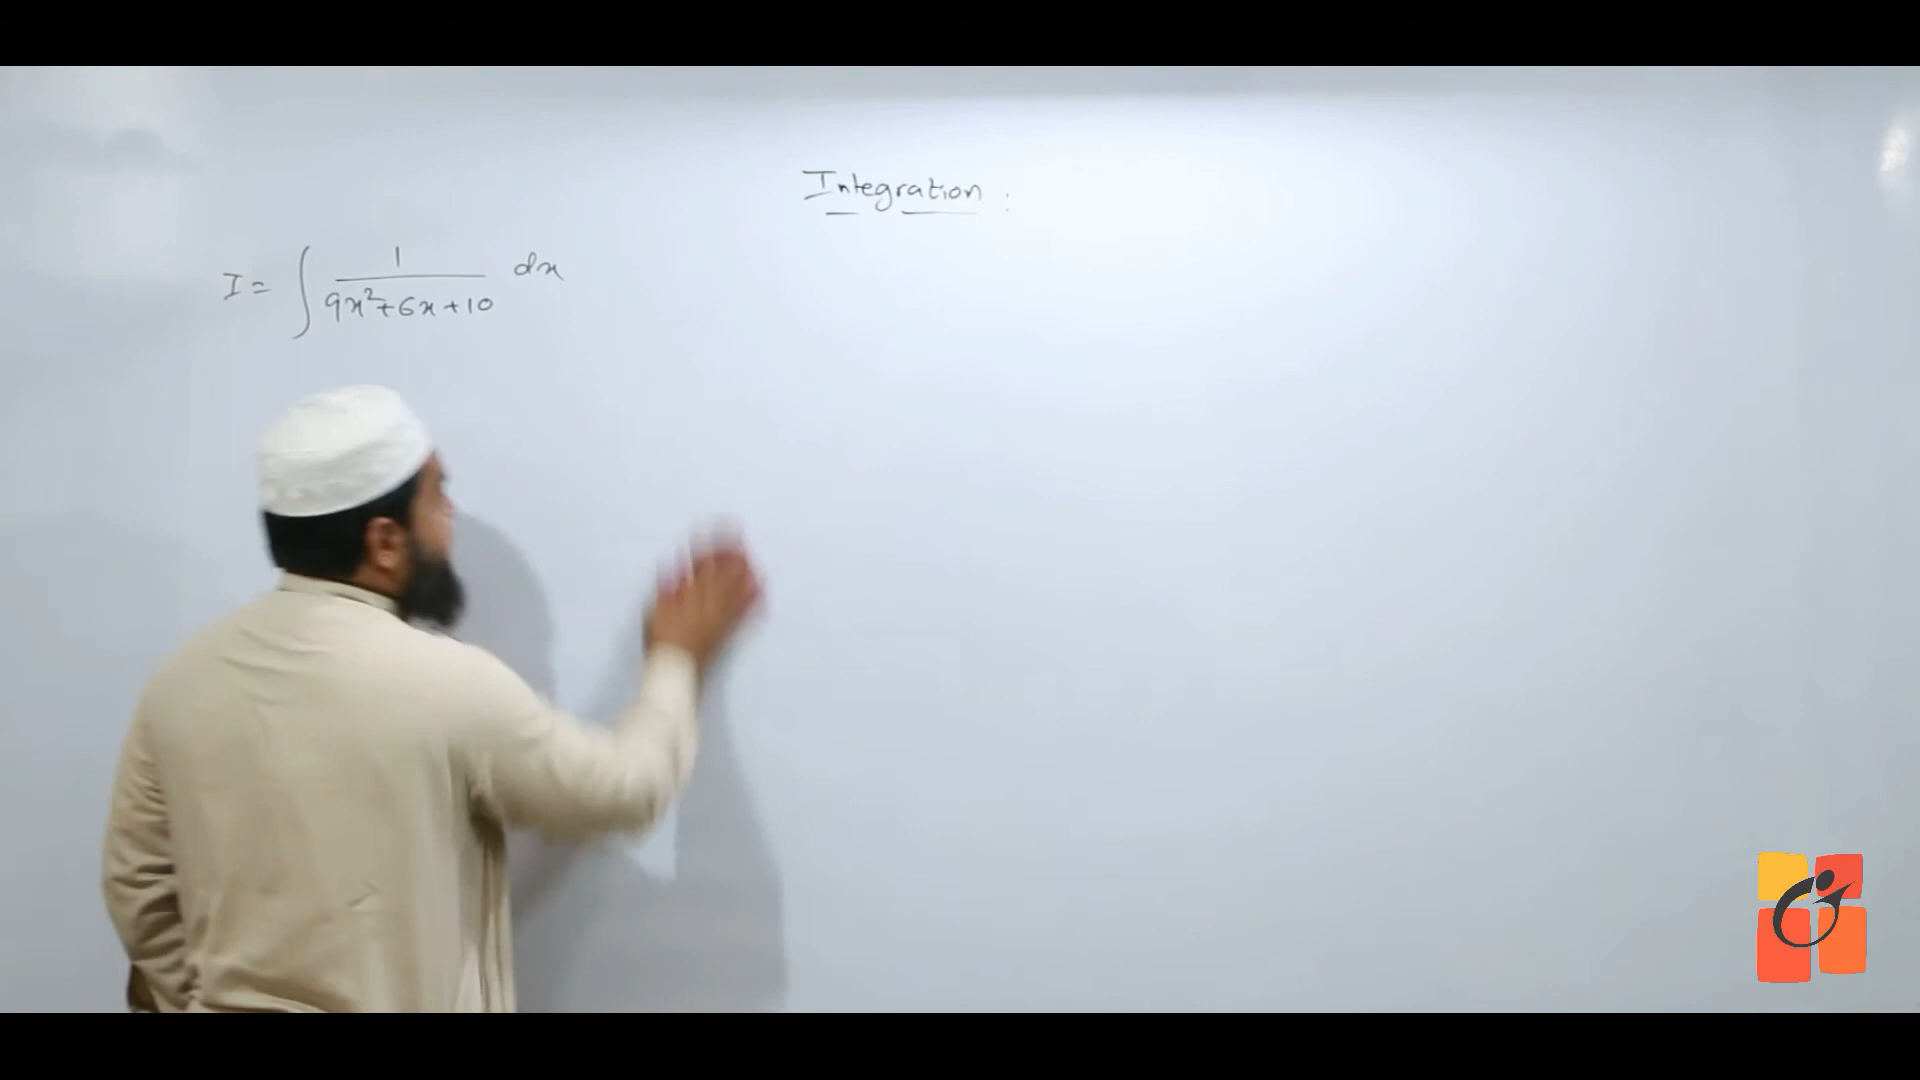 Integration :
I = ∫ 1 / (9x²+6x+10) dx